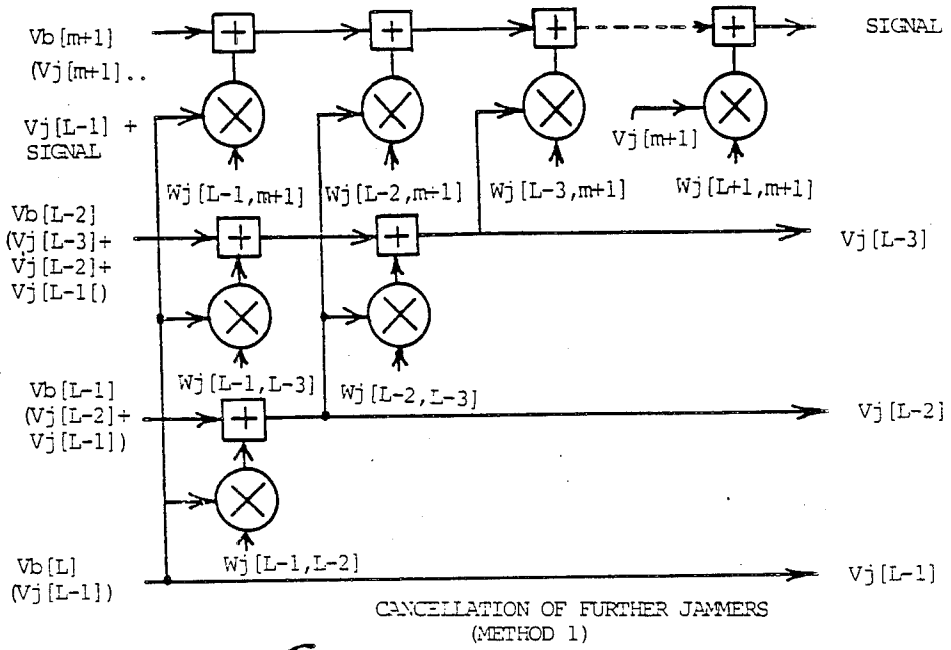 Vb[m+1]
SIGNAL
(Vj[m+1]..
Vj[L-1] +
SIGNAL
Vj[m+1]
Wj[L-1,m+1]
Wj[L-2,m+1]
Wj[L-3,m+1]
Wj[L+1,m+1]
Vb[L-2]
(Vj[L-3]+
Vj[L-2]+
Vj[L-1[)
Vj[L-3]
Wj[L-1,L-3]
Wj[L-2,L-3]
Vb[L-1]
(Vj[L-2]+
Vj[L-1])
Vj[L-2]
Wj[L-1,L-2]
Vb[L]
(Vj[L-1])
Vj[L-1]
CANCELLATION OF FURTHER JAMMERS
(METHOD 1)